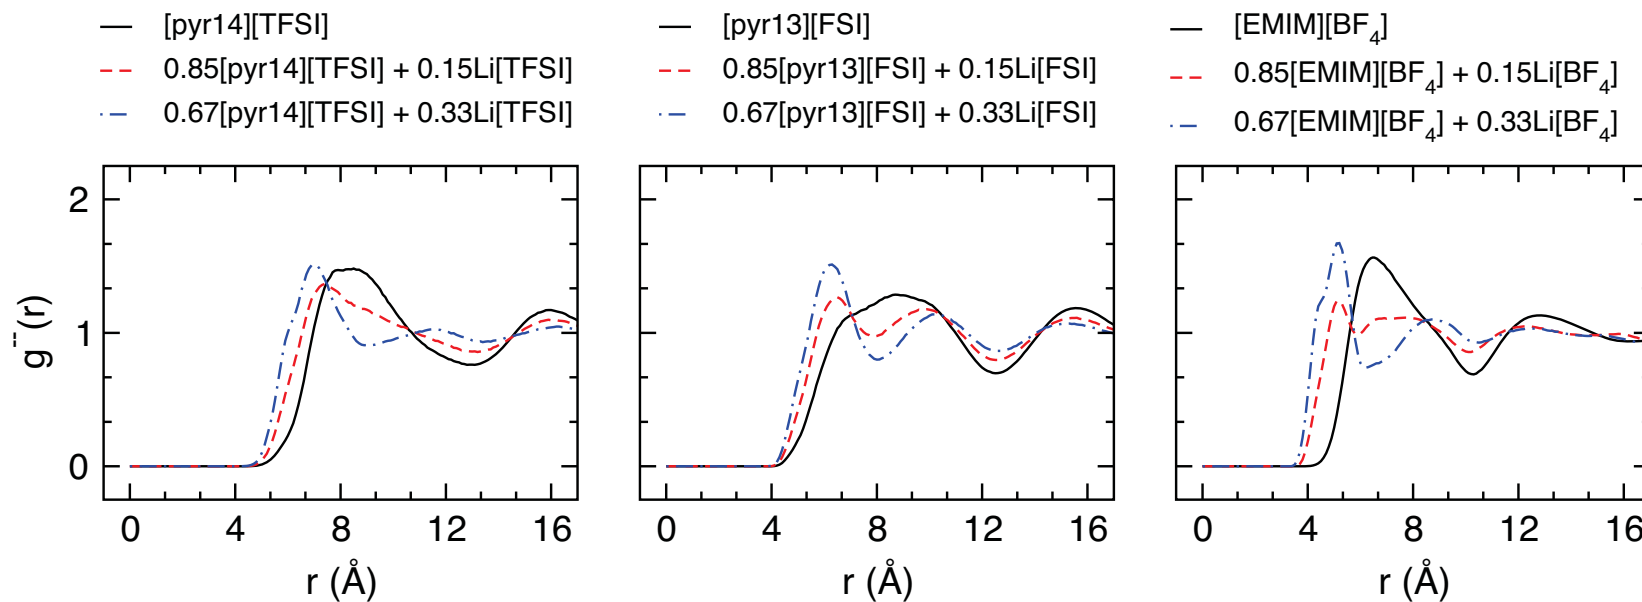 [pyr14][TFSI]
0.85[pyr14][TFSI] + 0.15Li[TFSI]
0.67[pyr14][TFSI] + 0.33Li[TFSI]
[pyr13][FSI]
0.85[pyr13][FSI] + 0.15Li[FSI]
0.67[pyr13][FSI] + 0.33Li[FSI]
[EMIM][BF4]
0.85[EMIM][BF4] + 0.15Li[BF4]
0.67[EMIM][BF4] + 0.33Li[BF4]
g--(r)
2
1
0
0 4 8 12 16
r (Å)
0 4 8 12 16
r (Å)
0 4 8 12 16
r (Å)